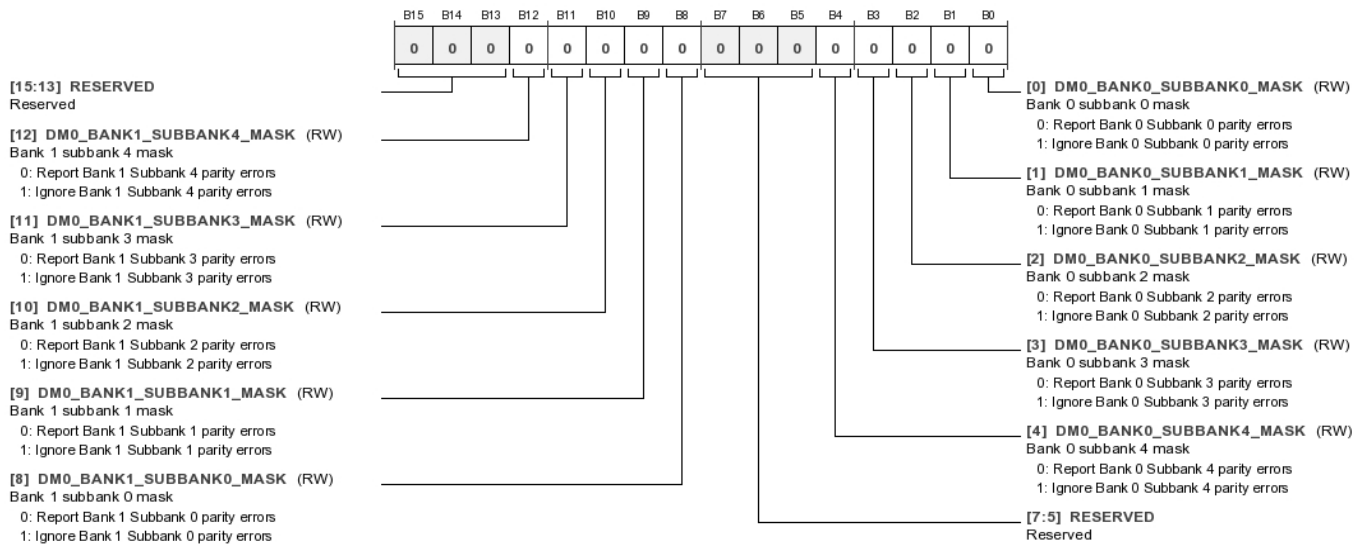 B15 B14 B13 B12 B11 B10 B9 B8 B7 B6 B5 B4 B3 B2 B1 B0
0 0 0 0 0 0 0 0 0 0 0 0 0 0 0 0
[15:13] RESERVED
Reserved
[12] DM0_BANK1_SUBBANK4_MASK (RW)
Bank 1 subbank 4 mask
0: Report Bank 1 Subbank 4 parity errors
1: Ignore Bank 1 Subbank 4 parity errors
[11] DM0_BANK1_SUBBANK3_MASK (RW)
Bank 1 subbank 3 mask
0: Report Bank 1 Subbank 3 parity errors
1: Ignore Bank 1 Subbank 3 parity errors
[10] DM0_BANK1_SUBBANK2_MASK (RW)
Bank 1 subbank 2 mask
0: Report Bank 1 Subbank 2 parity errors
1: Ignore Bank 1 Subbank 2 parity errors
[9] DM0_BANK1_SUBBANK1_MASK (RW)
Bank 1 subbank 1 mask
0: Report Bank 1 Subbank 1 parity errors
1: Ignore Bank 1 Subbank 1 parity errors
[8] DM0_BANK1_SUBBANK0_MASK (RW)
Bank 1 subbank 0 mask
0: Report Bank 1 Subbank 0 parity errors
1: Ignore Bank 1 Subbank 0 parity errors
[0] DM0_BANK0_SUBBANK0_MASK (RW)
Bank 0 subbank 0 mask
0: Report Bank 0 Subbank 0 parity errors
1: Ignore Bank 0 Subbank 0 parity errors
[1] DM0_BANK0_SUBBANK1_MASK (RW)
Bank 0 subbank 1 mask
0: Report Bank 0 Subbank 1 parity errors
1: Ignore Bank 0 Subbank 1 parity errors
[2] DM0_BANK0_SUBBANK2_MASK (RW)
Bank 0 subbank 2 mask
0: Report Bank 0 Subbank 2 parity errors
1: Ignore Bank 0 Subbank 2 parity errors
[3] DM0_BANK0_SUBBANK3_MASK (RW)
Bank 0 subbank 3 mask
0: Report Bank 0 Subbank 3 parity errors
1: Ignore Bank 0 Subbank 3 parity errors
[4] DM0_BANK0_SUBBANK4_MASK (RW)
Bank 0 subbank 4 mask
0: Report Bank 0 Subbank 4 parity errors
1: Ignore Bank 0 Subbank 4 parity errors
[7:5] RESERVED
Reserved